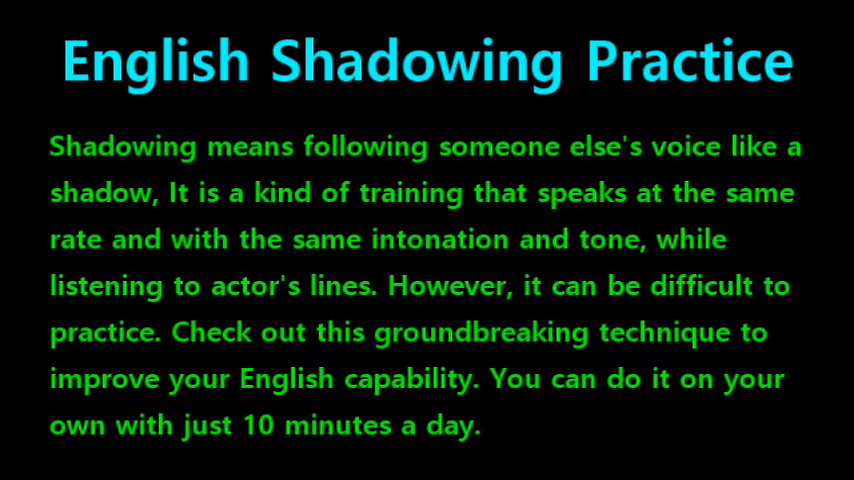 English Shadowing Practice
Shadowing means following someone else's voice like a
shadow, It is a kind of training that speaks at the same
rate and with the same intonation and tone, while
listening to actor's lines. However, it can be difficult to
practice. Check out this groundbreaking technique to
improve your English capability. You can do it on your
own with just 10 minutes a day.